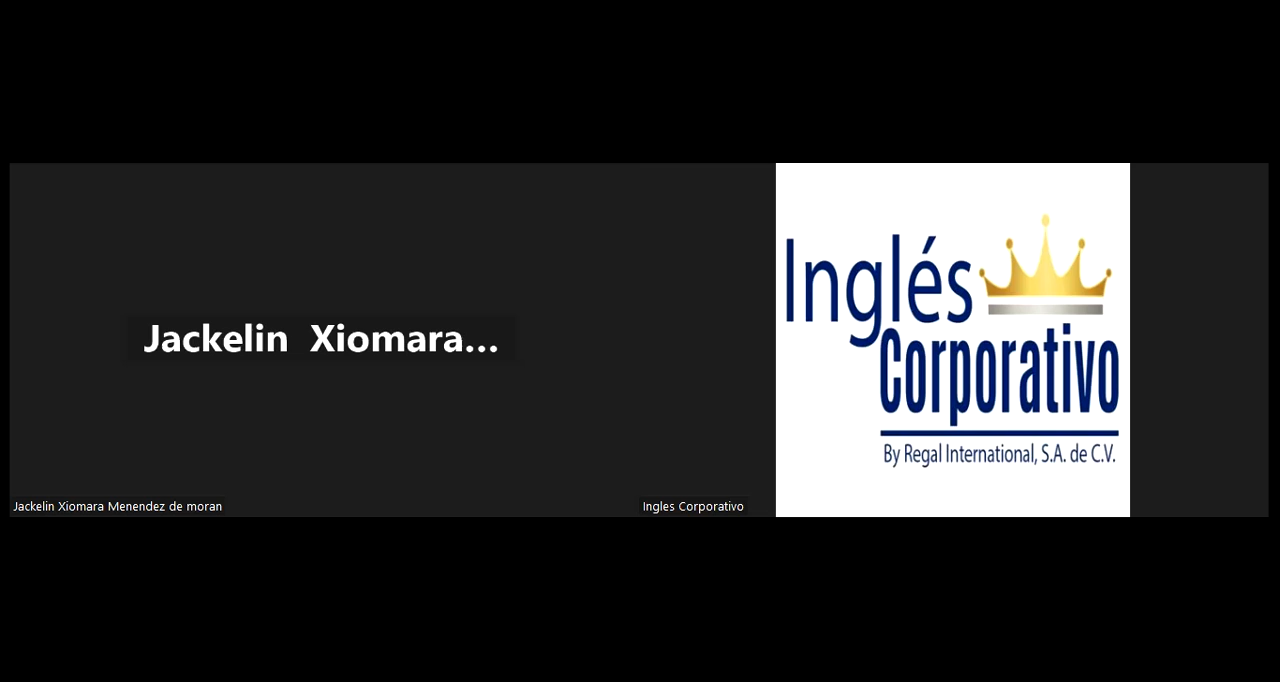 Jackelin Xiomara...
Jackelin Xiomara Menendez de moran
Inglés
Corporativo
By Regal International, S.A. de C.V.
Ingles Corporativo